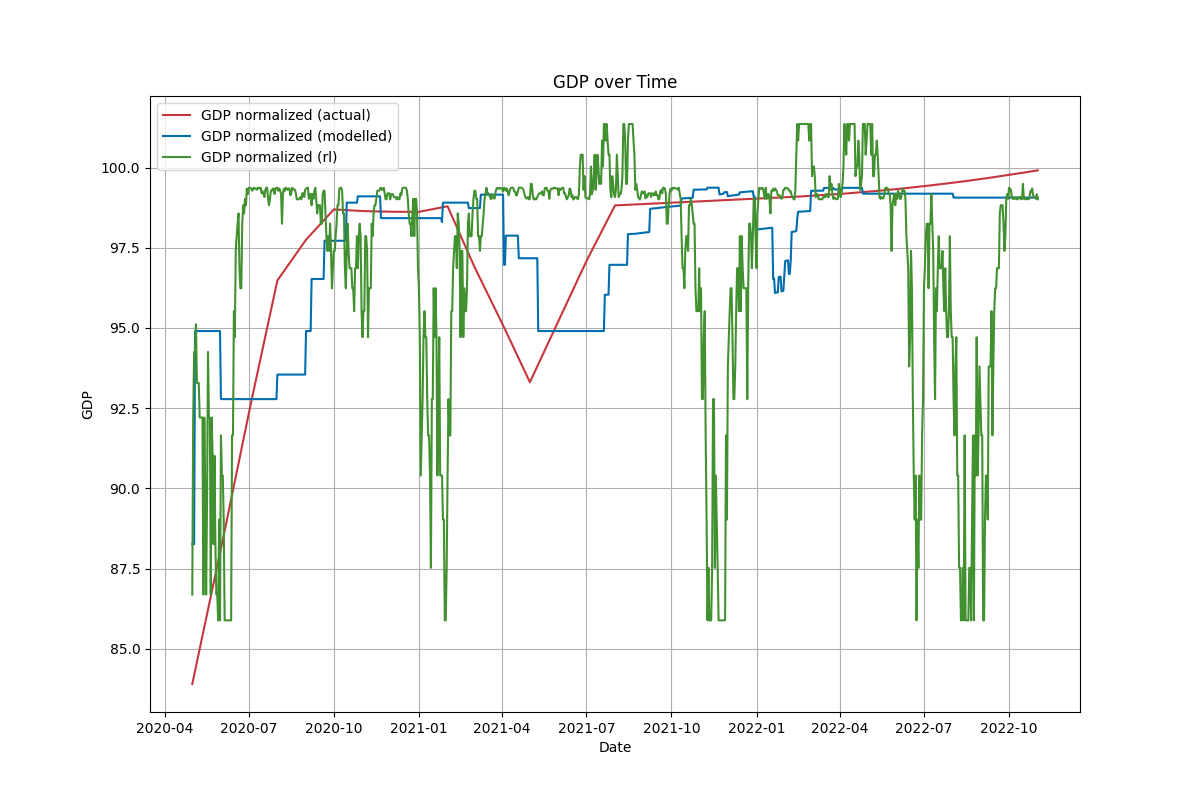 GDP over Time
GDP normalized (actual)
GDP normalized (modelled)
GDP normalized (rl)
100.0
97.5
95.0
92.5
90.0
87.5
85.0
GDP
2020-04 2020-07 2020-10 2021-01 2021-04 2021-07 2021-10 2022-01 2022-04 2022-07 2022-10
Date